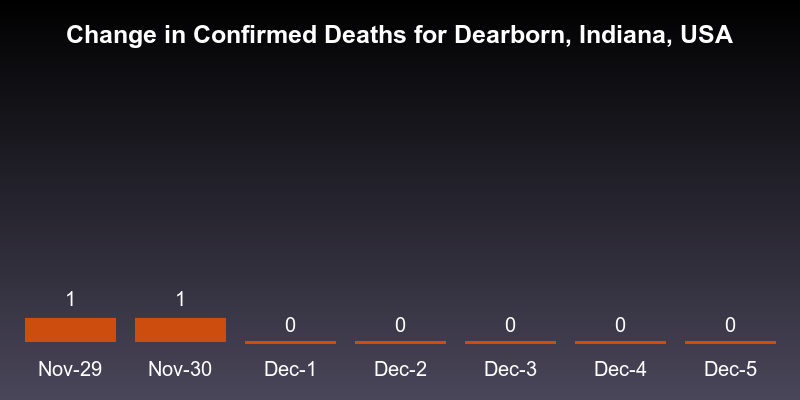 Change in Confirmed Deaths for Dearborn, Indiana, USA
1 1 0 0 0 0 0
Nov-29 Nov-30 Dec-1 Dec-2 Dec-3 Dec-4 Dec-5